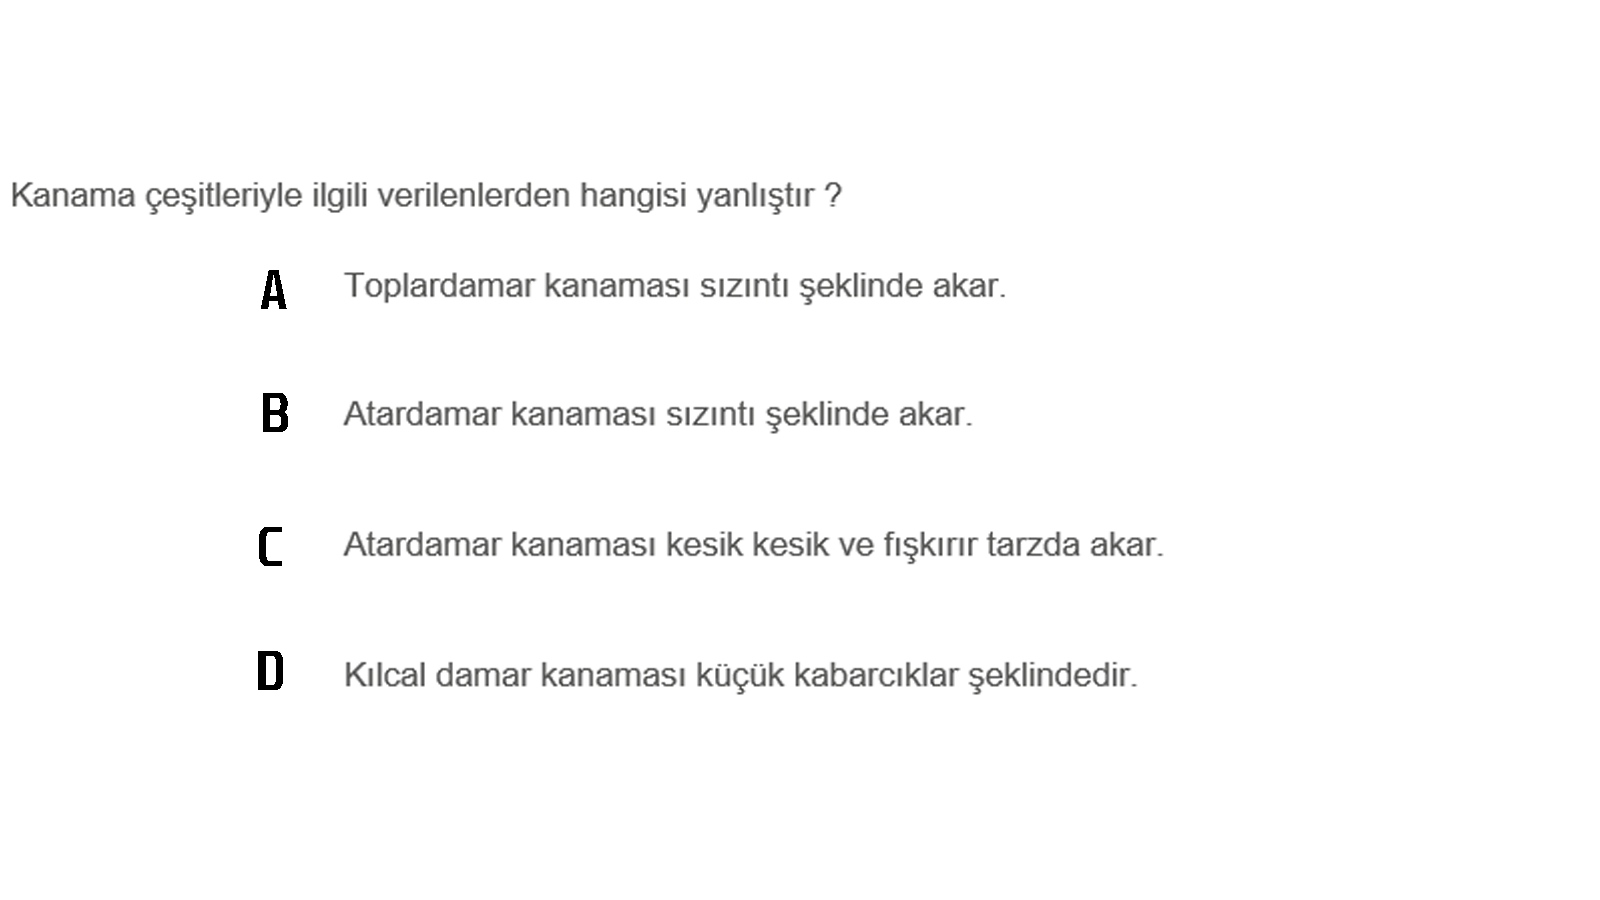 Kanama çeşitleriyle ilgili verilenlerden hangisi yanlıştır ?
A Toplardamar kanaması sızıntı şeklinde akar.
B Atardamar kanaması sızıntı şeklinde akar.
C Atardamar kanaması kesik kesik ve fışkırır tarzda akar.
D Kılcal damar kanaması küçük kabarcıklar şeklindedir.